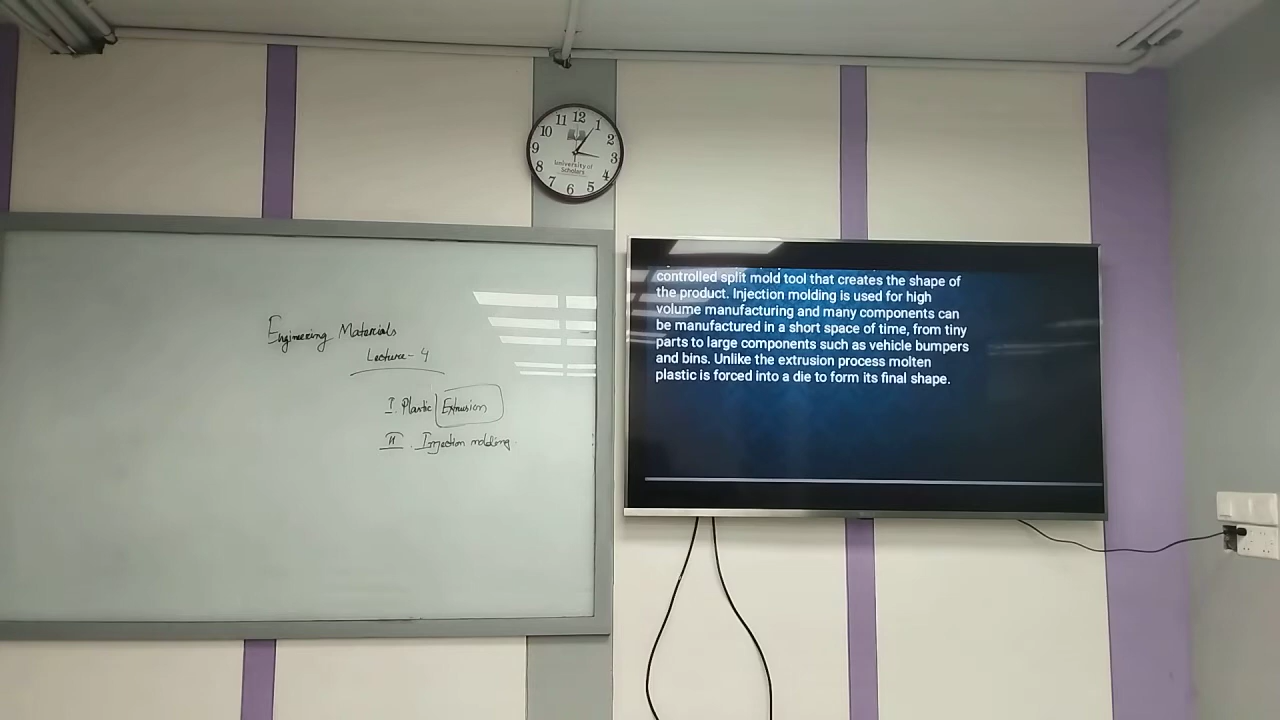 12
11 1
10 2
9 3
8 4
7 5
6
University of
Scholars
Engineering Materials
Lecture - 4
I. Plastic Extrusion
II. Injection molding.
controlled split mold tool that creates the shape of
the product. Injection molding is used for high
volume manufacturing and many components can
be manufactured in a short space of time, from tiny
parts to large components such as vehicle bumpers
and bins. Unlike the extrusion process molten
plastic is forced into a die to form its final shape.